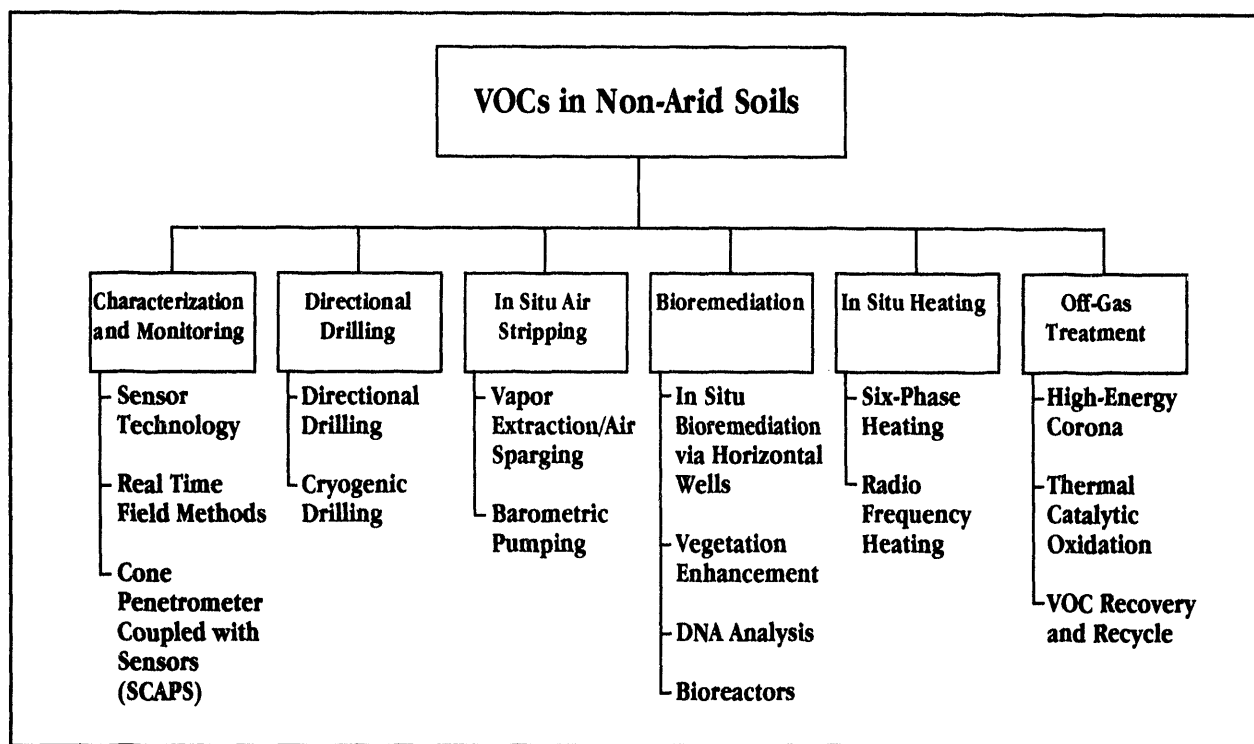 VOCs in Non-Arid Soils
Characterization
and Monitoring
Sensor
Technology
Real Time
Field Methods
Cone
Penetrometer
Coupled with
Sensors
(SCAPS)
Directional
Drilling
Directional
Drilling
Cryogenic
Drilling
In Situ Air
Stripping
Vapor
Extraction/Air
Sparging
Barometric
Pumping
Bioremediation
In Situ
Bioremediation
via Horizontal
Wells
Vegetation
Enhancement
DNA Analysis
Bioreactors
In Situ Heating
Six-Phase
Heating
Radio
Frequency
Heating
Off-Gas
Treatment
High-Energy
Corona
Thermal
Catalytic
Oxidation
VOC Recovery
and Recycle